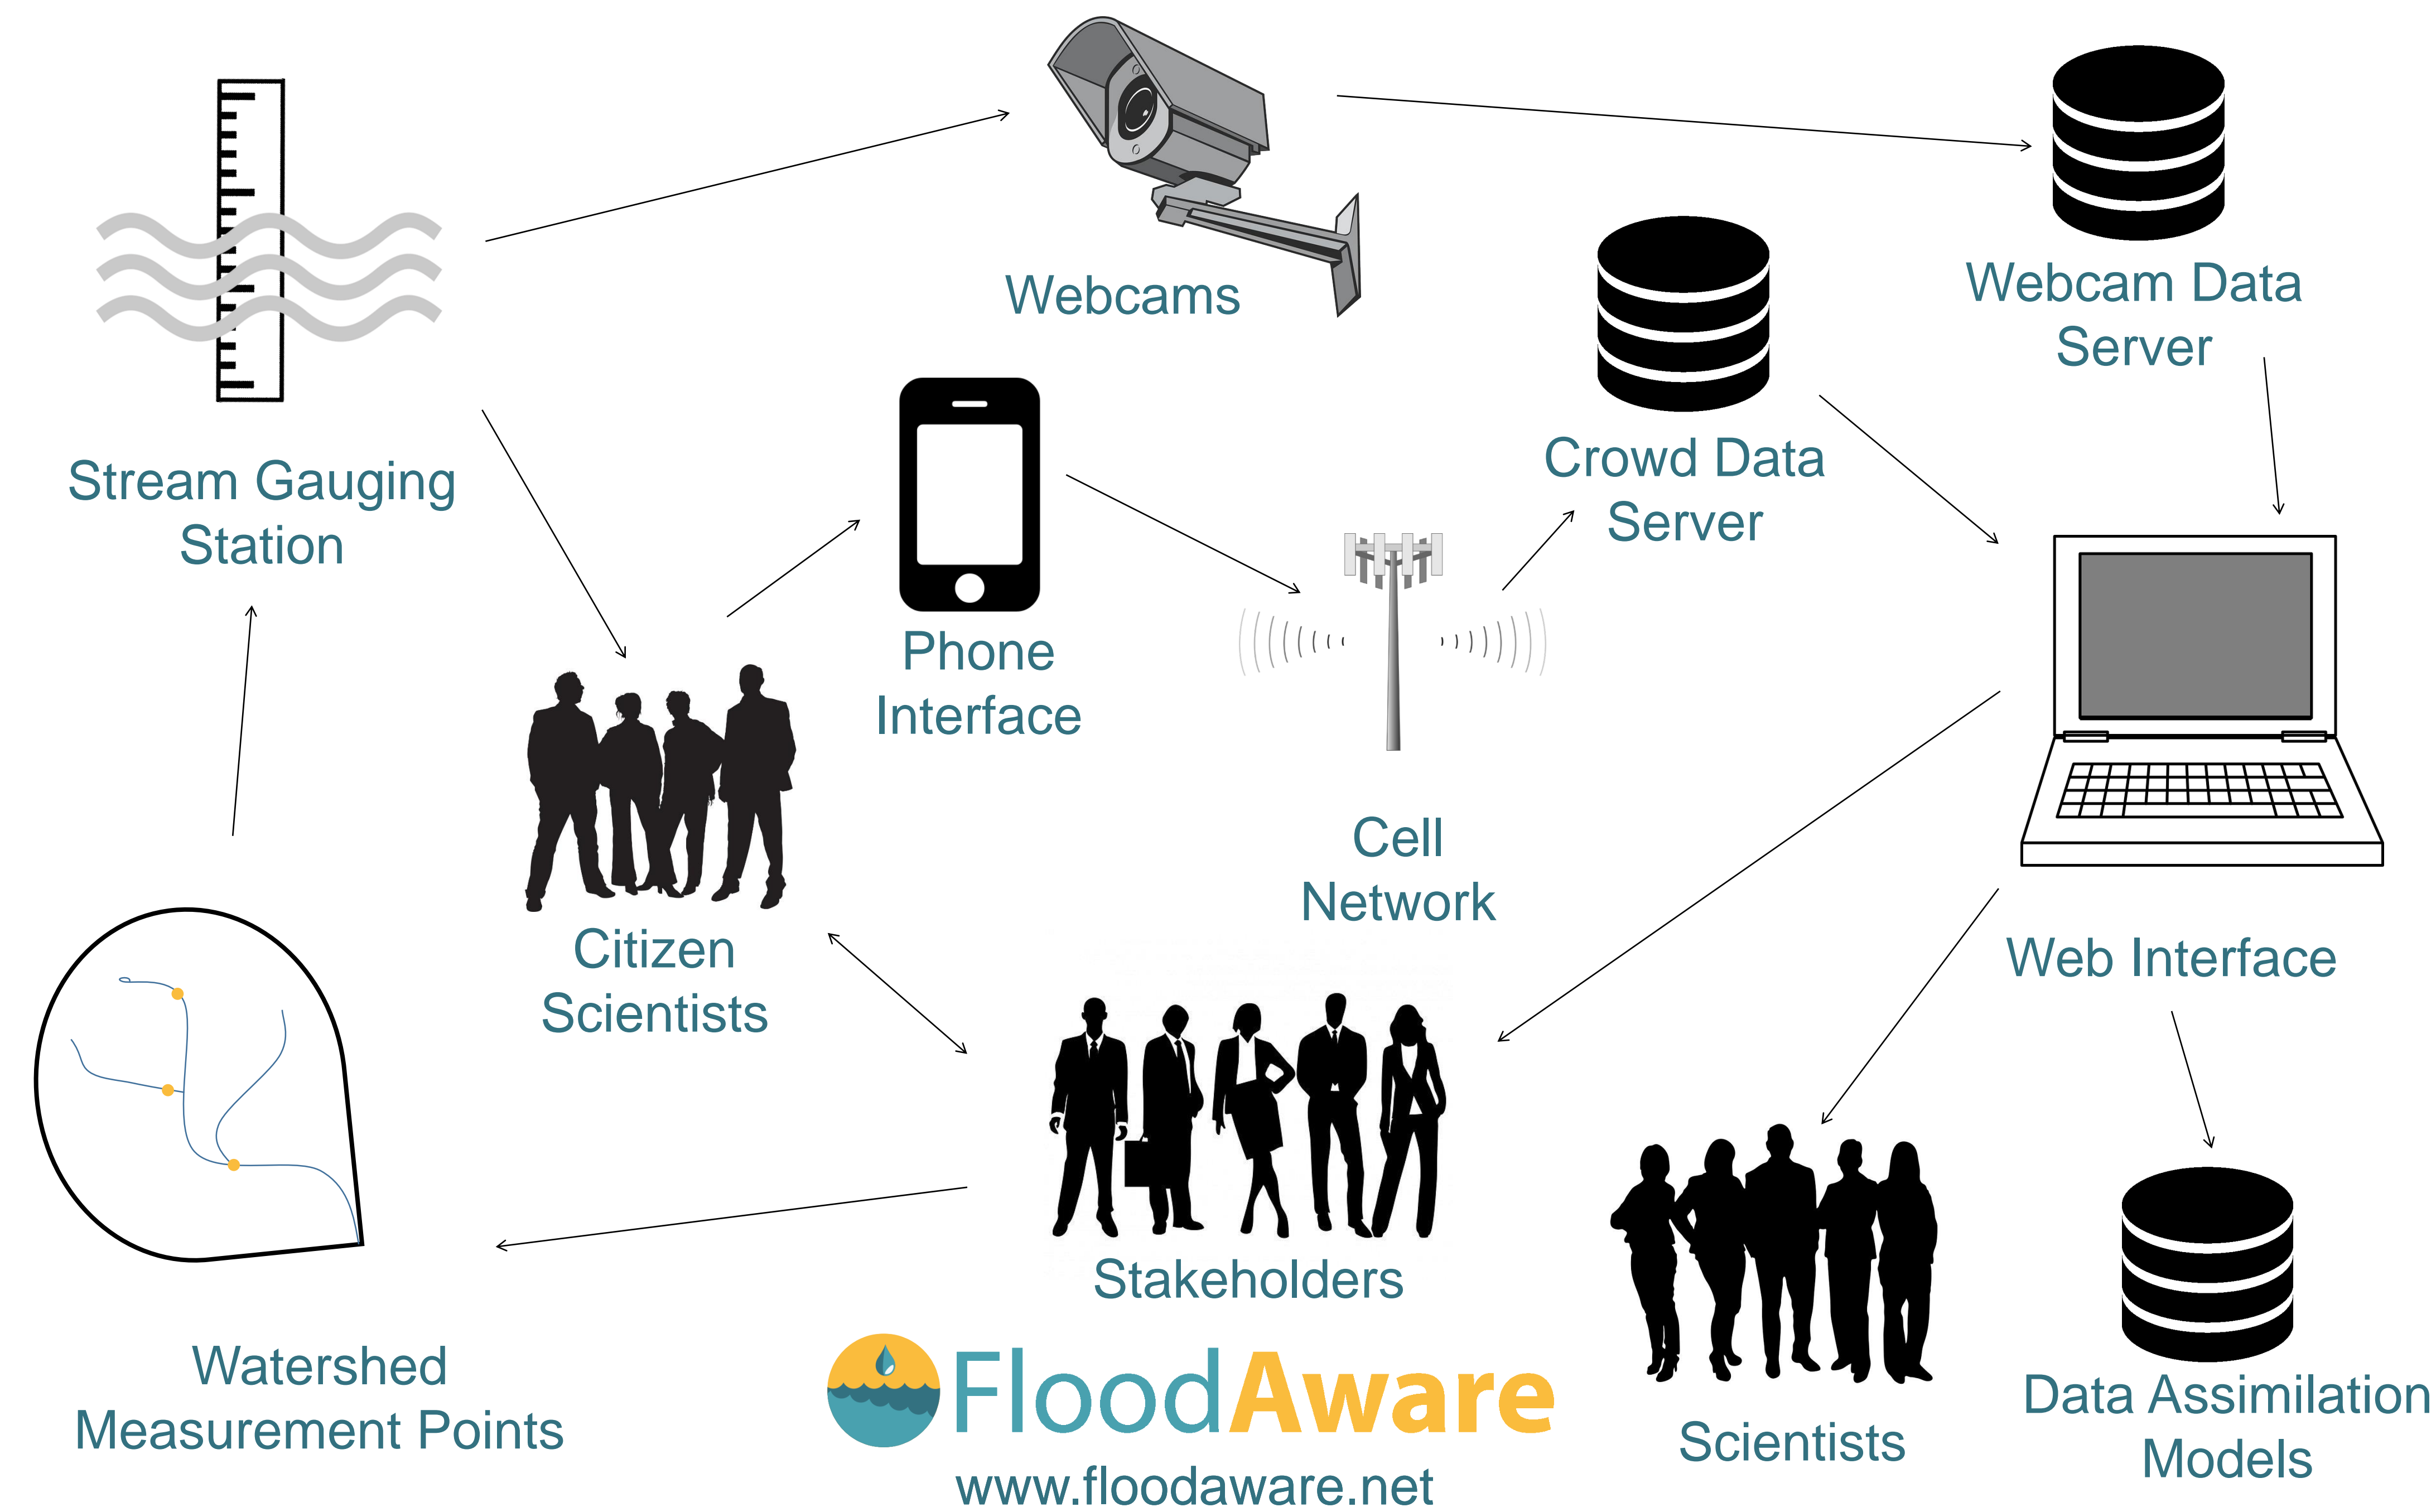 Webcams
Webcam Data
Server
Stream Gauging
Station
Crowd Data
Server
Phone
Interface
Cell
Network
Citizen
Scientists
Web Interface
Stakeholders
Watershed
Measurement Points
FloodAware
www.floodaware.net
Scientists
Data Assimilation
Models